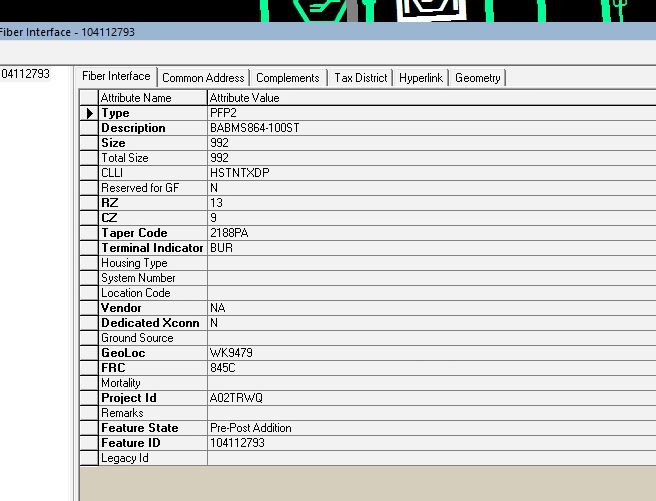 Fiber Interface - 104112793
04112793
Fiber Interface Common Address Complements Tax District Hyperlink Geometry
Attribute Name Attribute Value
Type PFP2
Description BABMS864-100ST
Size 992
Total Size 992
CLLI HSTNTXDP
Reserved for GF N
RZ 13
CZ 9
Taper Code 2188PA
Terminal Indicator BUR
Housing Type
System Number
Location Code
Vendor NA
Dedicated Xconn N
Ground Source
GeoLoc WK9479
FRC 845C
Mortality
Project Id A02TRWQ
Remarks
Feature State Pre-Post Addition
Feature ID 104112793
Legacy Id